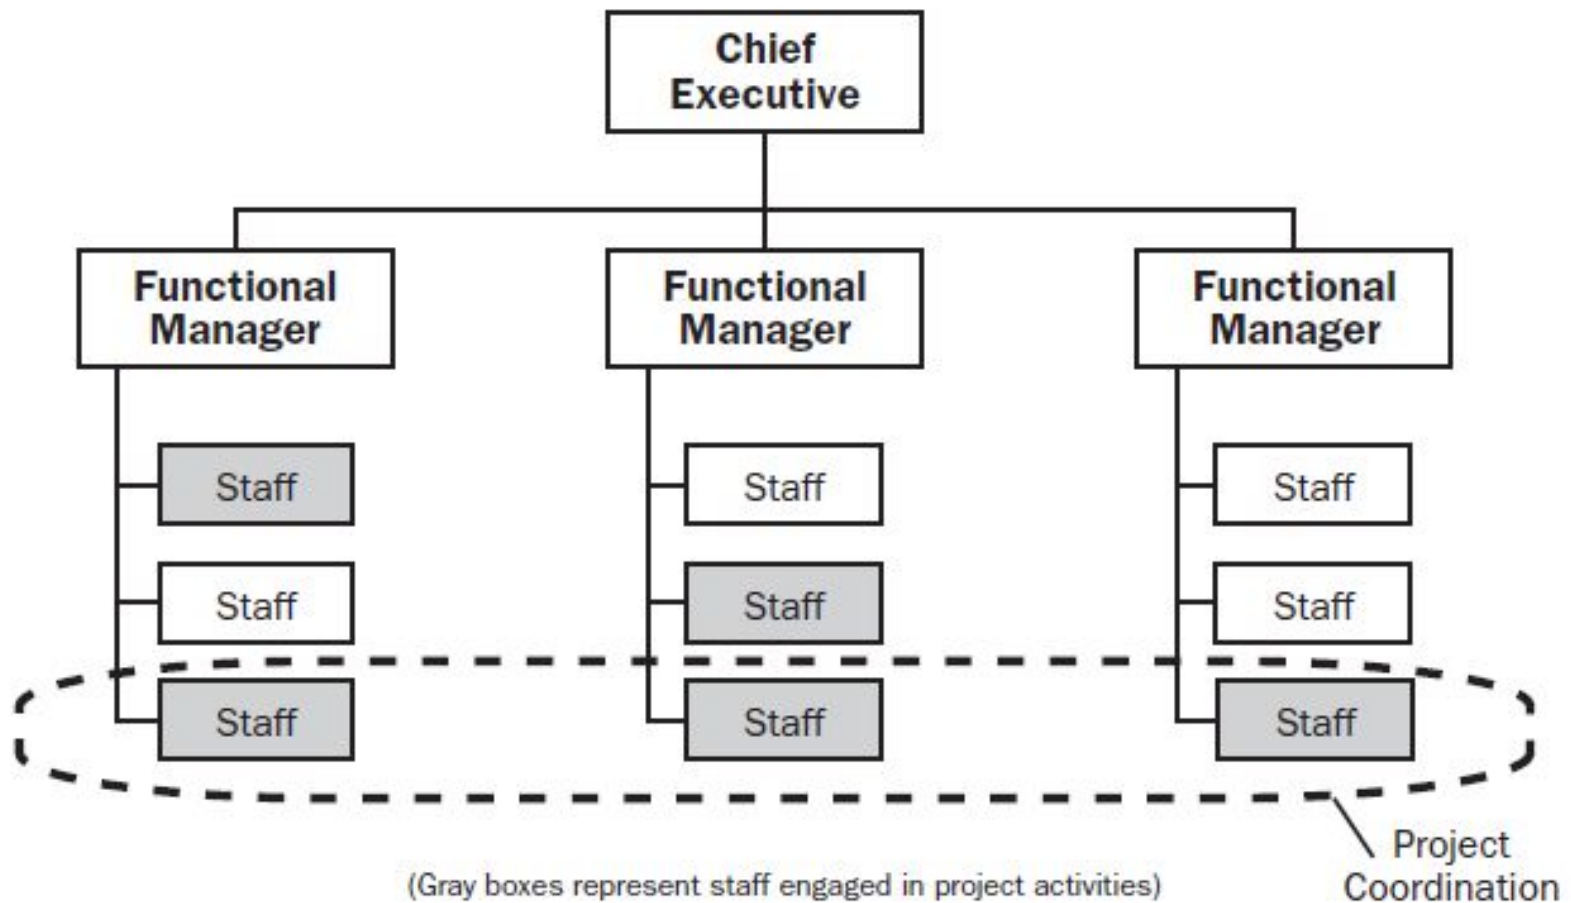 Chief
Executive
Functional
Manager
Functional
Manager
Functional
Manager
Staff
Staff
Staff
Staff
Staff
Staff
Staff
Staff
Staff
Project
Coordination
(Gray boxes represent staff engaged in project activities)